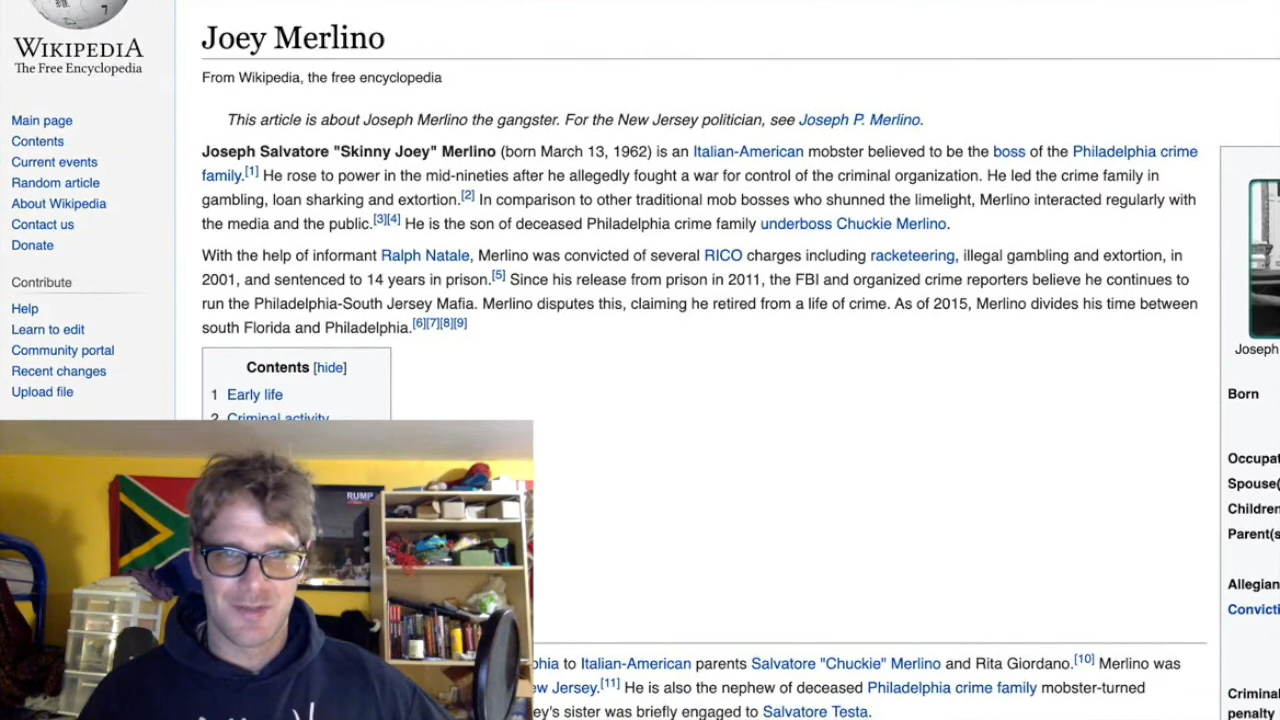 WIKIPEDIA
The Free Encyclopedia
Main page
Contents
Current events
Random article
About Wikipedia
Contact us
Donate
Contribute
Help
Learn to edit
Community portal
Recent changes
Upload file
Joey Merlino
From Wikipedia, the free encyclopedia
This article is about Joseph Merlino the gangster. For the New Jersey politician, see Joseph P. Merlino.
Joseph Salvatore "Skinny Joey" Merlino (born March 13, 1962) is an Italian-American mobster believed to be the boss of the Philadelphia crime
family.[1] He rose to power in the mid-nineties after he allegedly fought a war for control of the criminal organization. He led the crime family in
gambling, loan sharking and extortion.[2] In comparison to other traditional mob bosses who shunned the limelight, Merlino interacted regularly with
the media and the public.[3][4] He is the son of deceased Philadelphia crime family underboss Chuckie Merlino.
With the help of informant Ralph Natale, Merlino was convicted of several RICO charges including racketeering, illegal gambling and extortion, in
2001, and sentenced to 14 years in prison.[5] Since his release from prison in 2011, the FBI and organized crime reporters believe he continues to
run the Philadelphia-South Jersey Mafia. Merlino disputes this, claiming he retired from a life of crime. As of 2015, Merlino divides his time between
south Florida and Philadelphia.[6][7][8][9]
Contents [hide]
1 Early life
2 Criminal activity
RUMP
phia to Italian-American parents Salvatore "Chuckie" Merlino and Rita Giordano.[10] Merlino was
ew Jersey.[11] He is also the nephew of deceased Philadelphia crime family mobster-turned
ey's sister was briefly engaged to Salvatore Testa.
Joseph
Born
Occupat
Spouse(
Children
Parent(s
Allegian
Convicti
Criminal
penalty